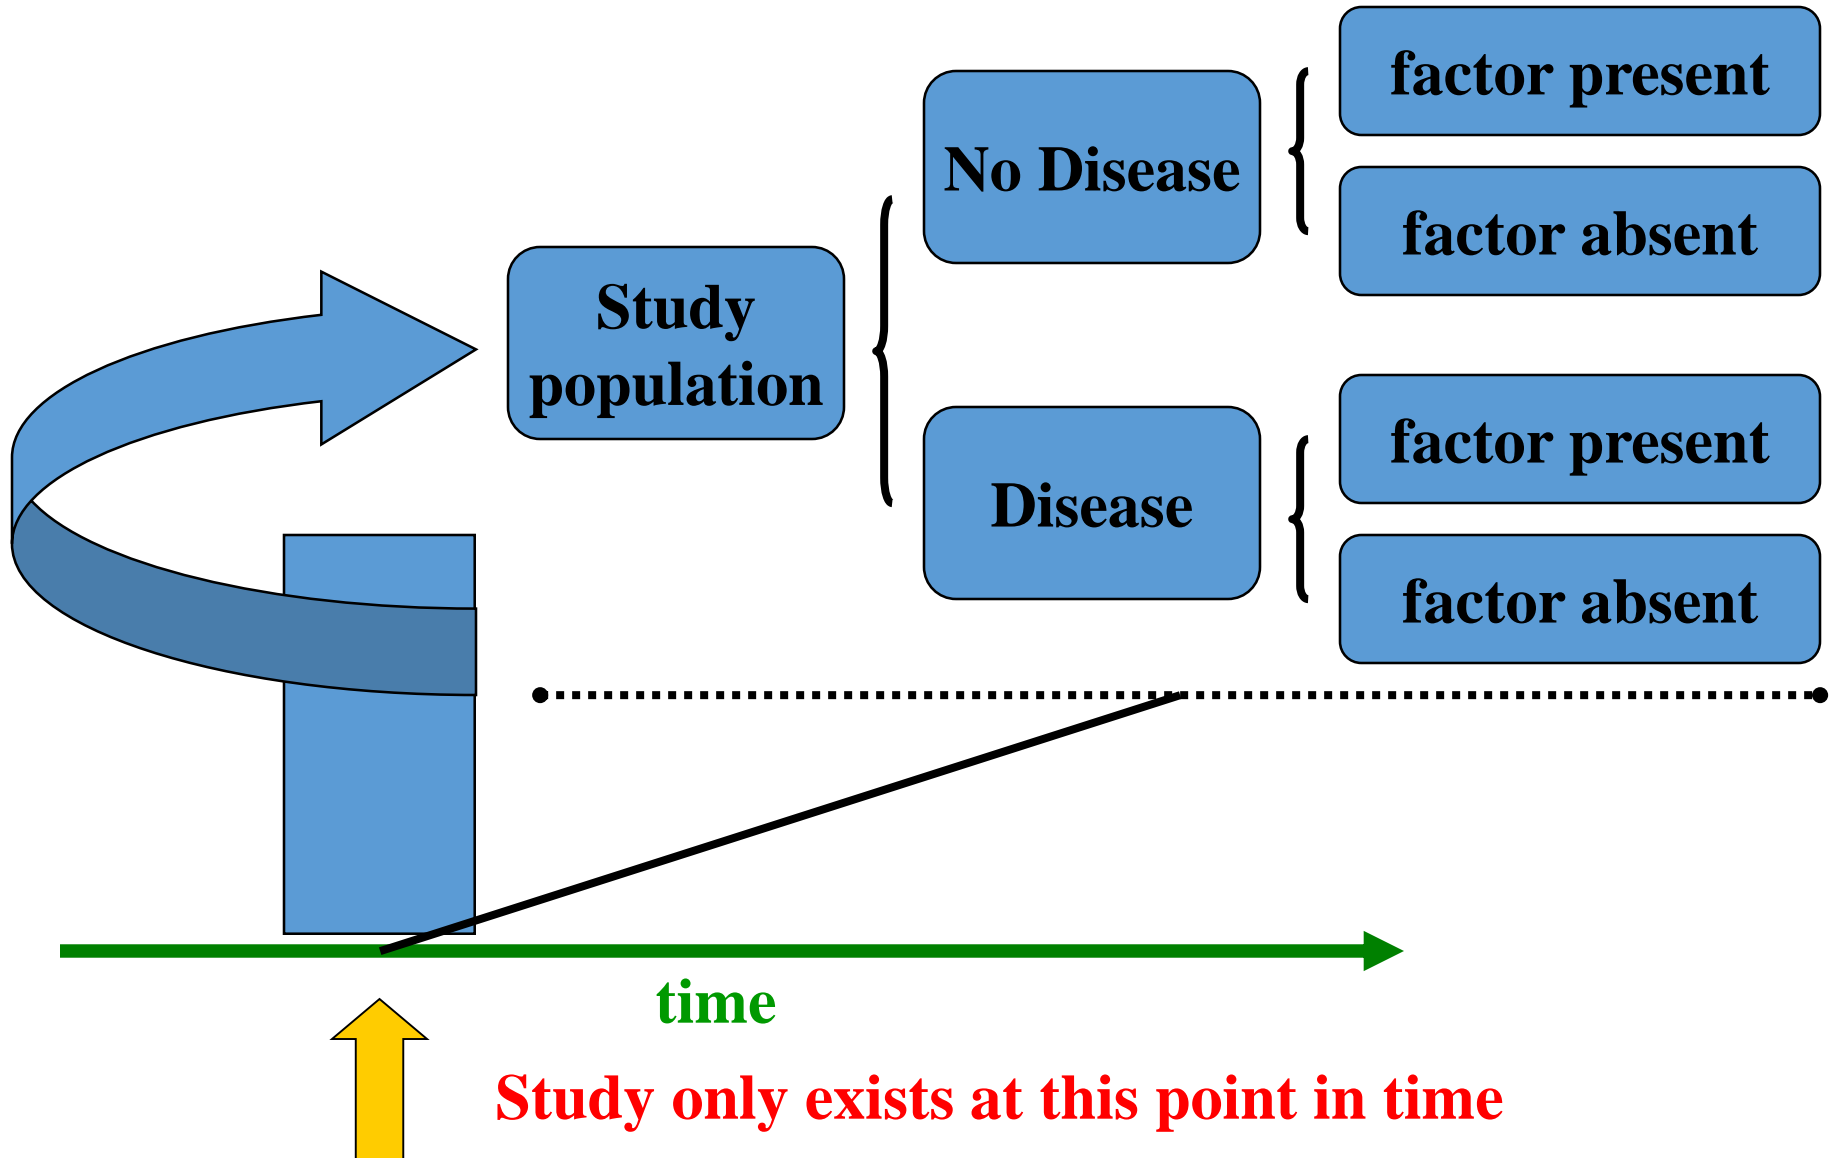 factor present
No Disease
factor absent
Study
population
factor present
Disease
factor absent
time
Study only exists at this point in time